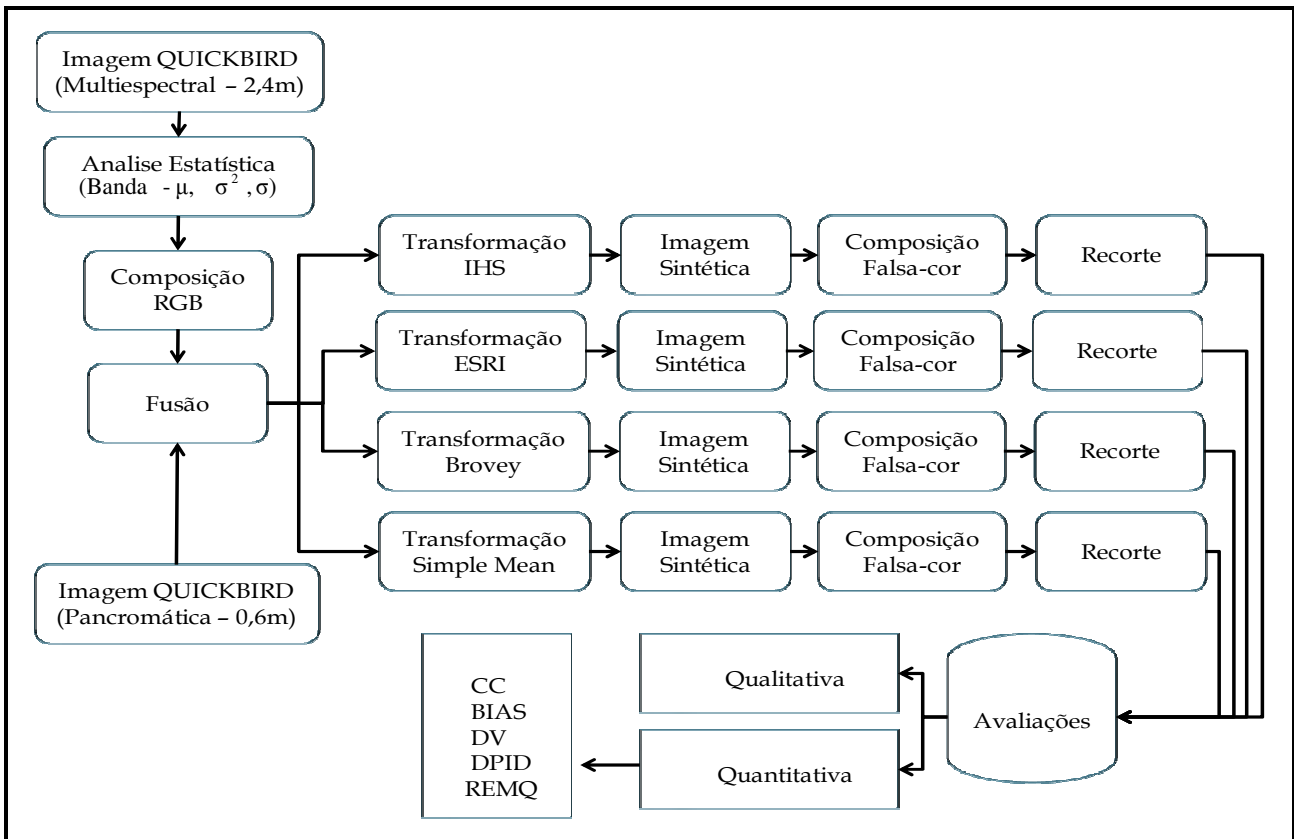 Imagem QUICKBIRD
(Multiespectral – 2,4m)
Analise Estatística
(Banda - μ, σ², σ)
Composição
RGB
Fusão
Imagem QUICKBIRD
(Pancromática – 0,6m)
Transformação
IHS
Imagem
Sintética
Composição
Falsa-cor
Recorte
Transformação
ESRI
Imagem
Sintética
Composição
Falsa-cor
Recorte
Transformação
Brovey
Imagem
Sintética
Composição
Falsa-cor
Recorte
Transformação
Simple Mean
Imagem
Sintética
Composição
Falsa-cor
Recorte
Avaliações
Qualitativa
Quantitativa
CC
BIAS
DV
DPID
REMQ